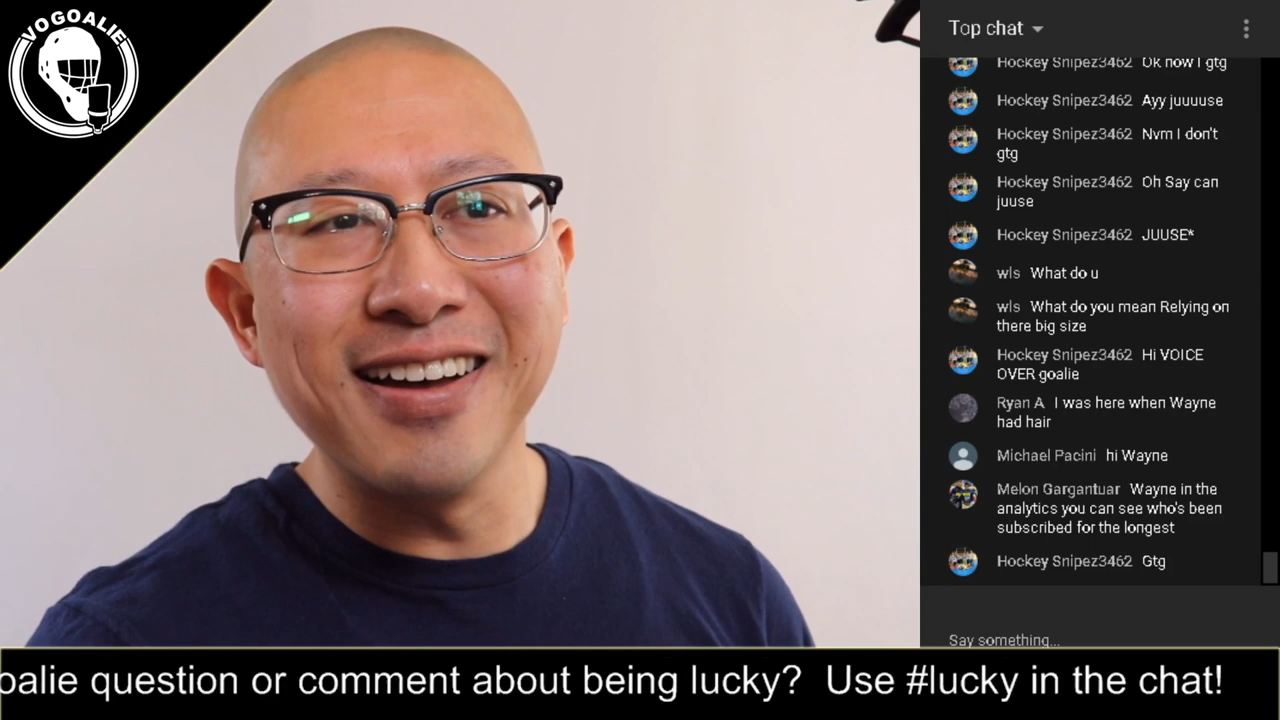 VOGOALIE
Top chat
Hockey Snipez3462 Ok now I gtg
Hockey Snipez3462 Ayy juuuuse
Hockey Snipez3462 Nvm I don't
gtg
Hockey Snipez3462 Oh Say can
juuse
Hockey Snipez3462 JUUSE*
wls What do u
wls What do you mean Relying on
there big size
Hockey Snipez3462 Hi VOICE
OVER goalie
Ryan A I was here when Wayne
had hair
Michael Pacini hi Wayne
Melon Gargantuar Wayne in the
analytics you can see who's been
subscribed for the longest
Hockey Snipez3462 Gtg
Say something...
oalie question or comment about being lucky? Use #lucky in the chat!